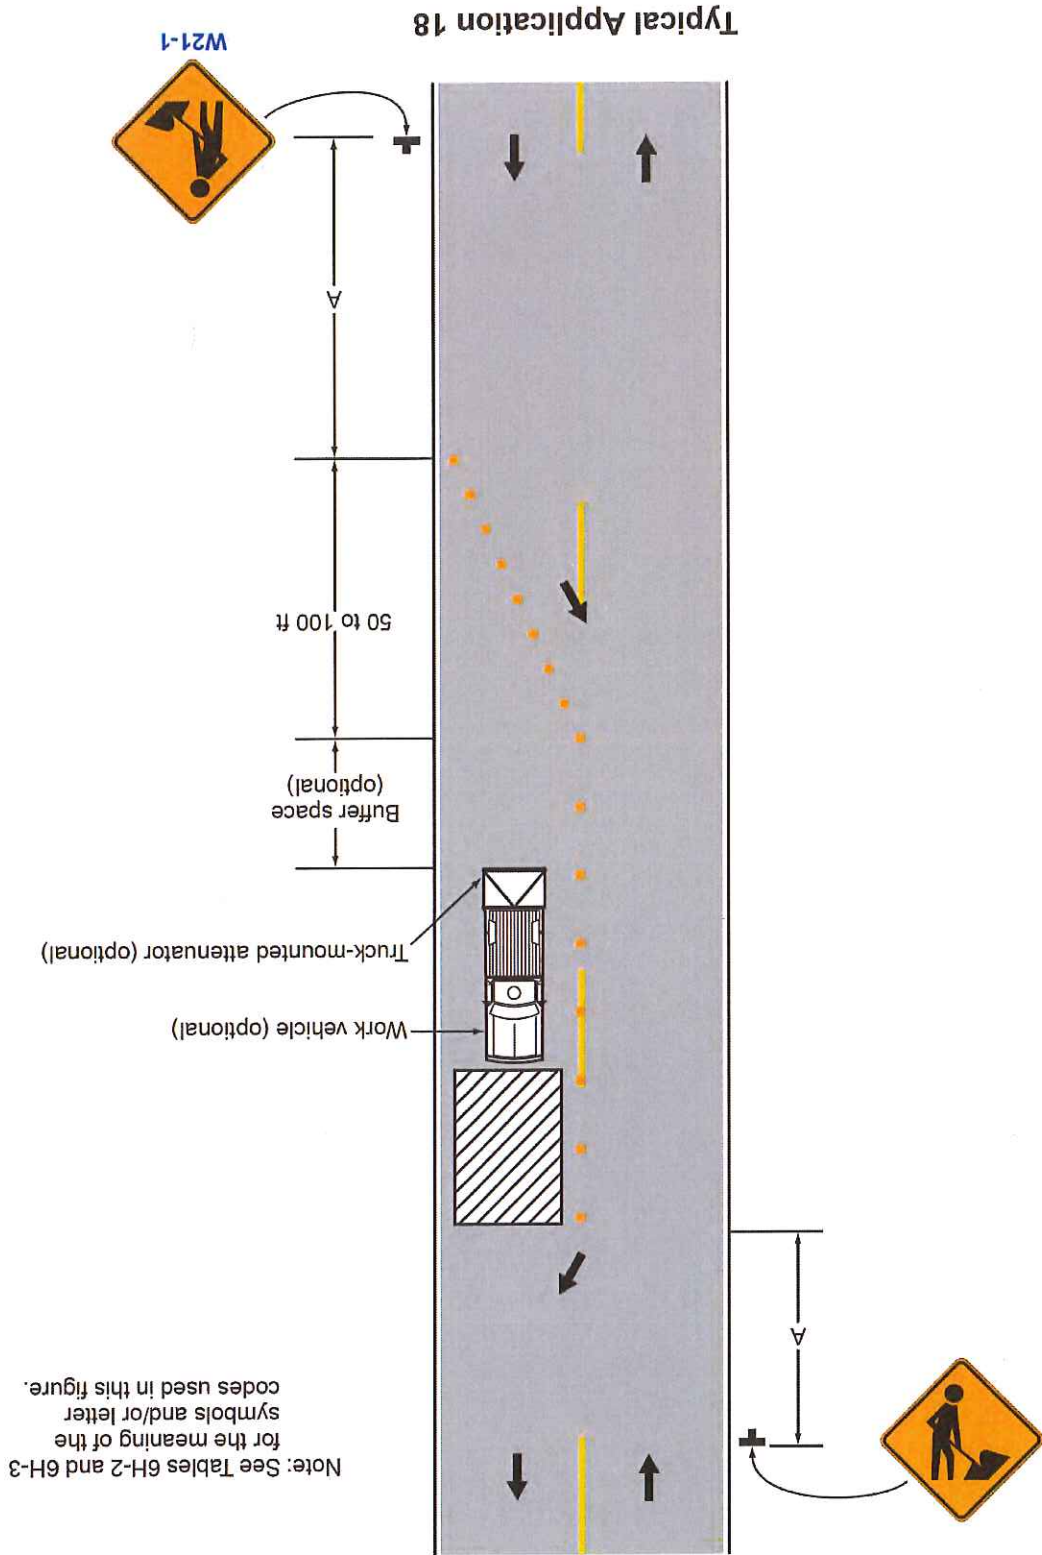 Note: See Tables 6H-2 and 6H-3
for the meaning of the
symbols and/or letter
codes used in this figure.
A
Work vehicle (optional)
Truck-mounted attenuator (optional)
Buffer space
(optional)
50 to 100 ft
A
W21-1
Typical Application 18